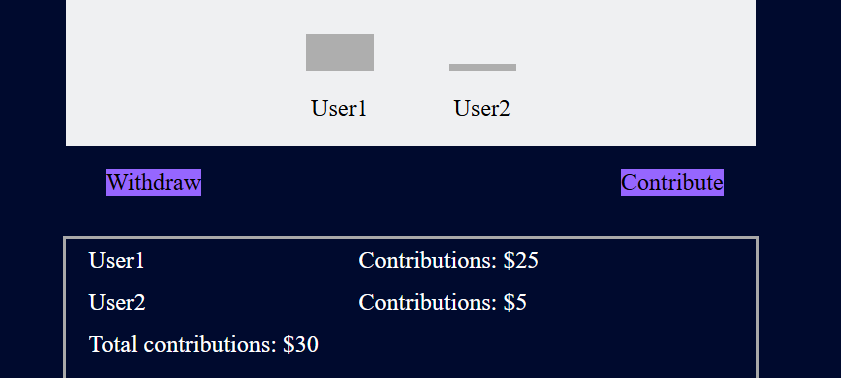 User1 User2
Withdraw Contribute
User1 Contributions: $25
User2 Contributions: $5
Total contributions: $30